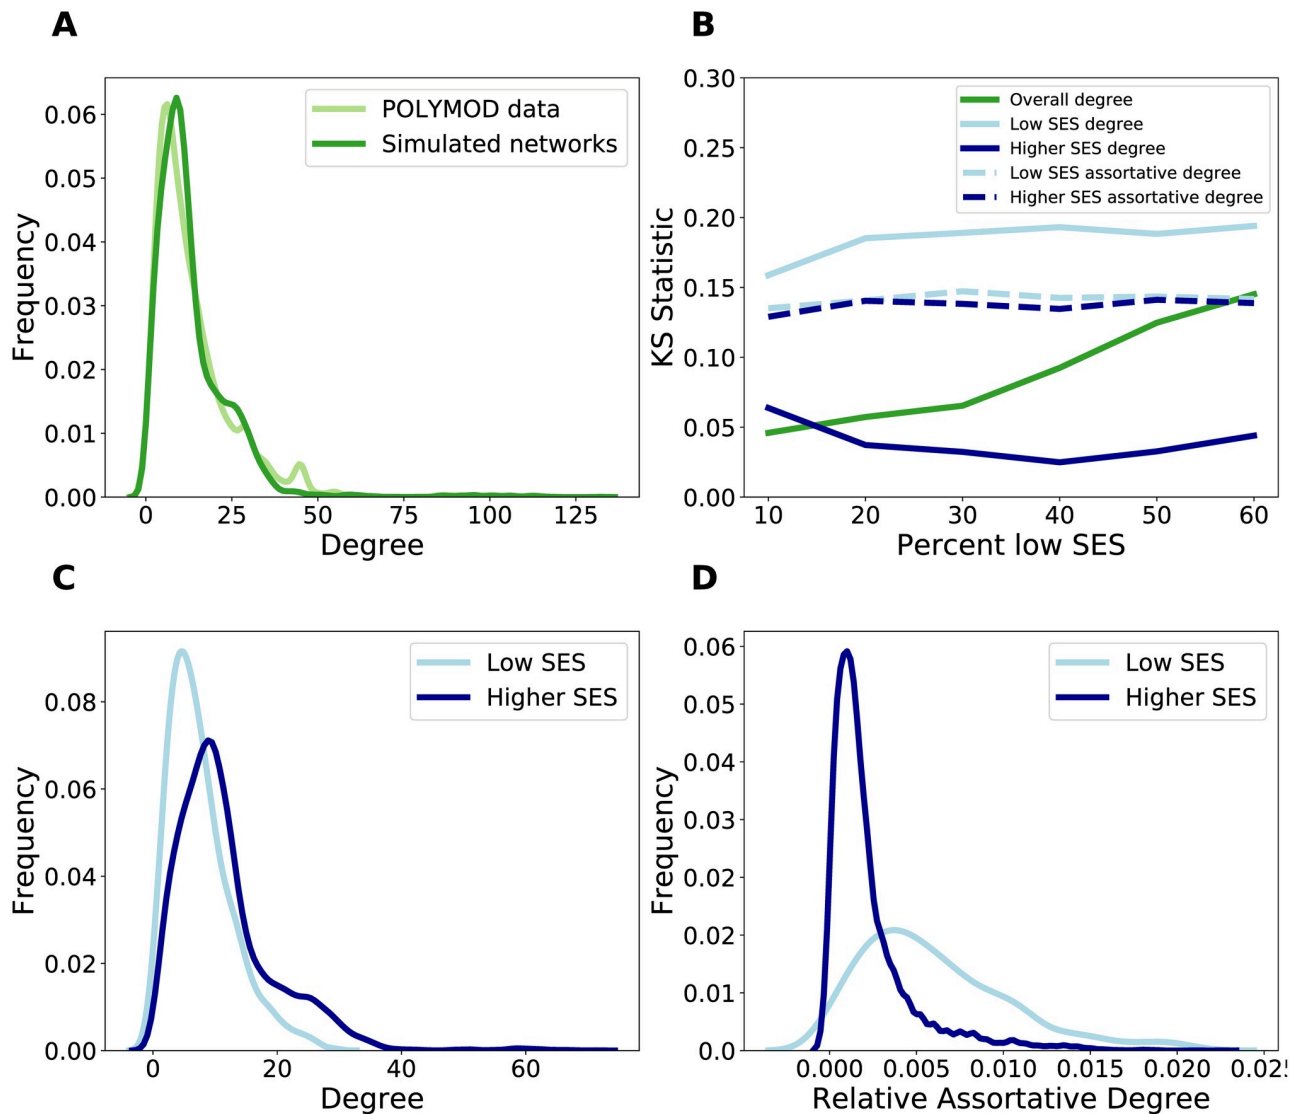 A
Frequency
0.06
0.05
0.04
0.03
0.02
0.01
0.00
0 25 50 75 100 125
Degree
POLYMOD data
Simulated networks
B
KS Statistic
0.30
0.25
0.20
0.15
0.10
0.05
0.00
10 20 30 40 50 60
Percent low SES
Overall degree
Low SES degree
Higher SES degree
Low SES assortative degree
Higher SES assortative degree
C
Frequency
0.08
0.06
0.04
0.02
0.00
0 20 40 60
Degree
Low SES
Higher SES
D
Frequency
0.06
0.05
0.04
0.03
0.02
0.02
0.01
0.0
0.000 0.005 0.010 0.015 0.020 0.02
Relative Assortative Degree
Low SES
Higher SES